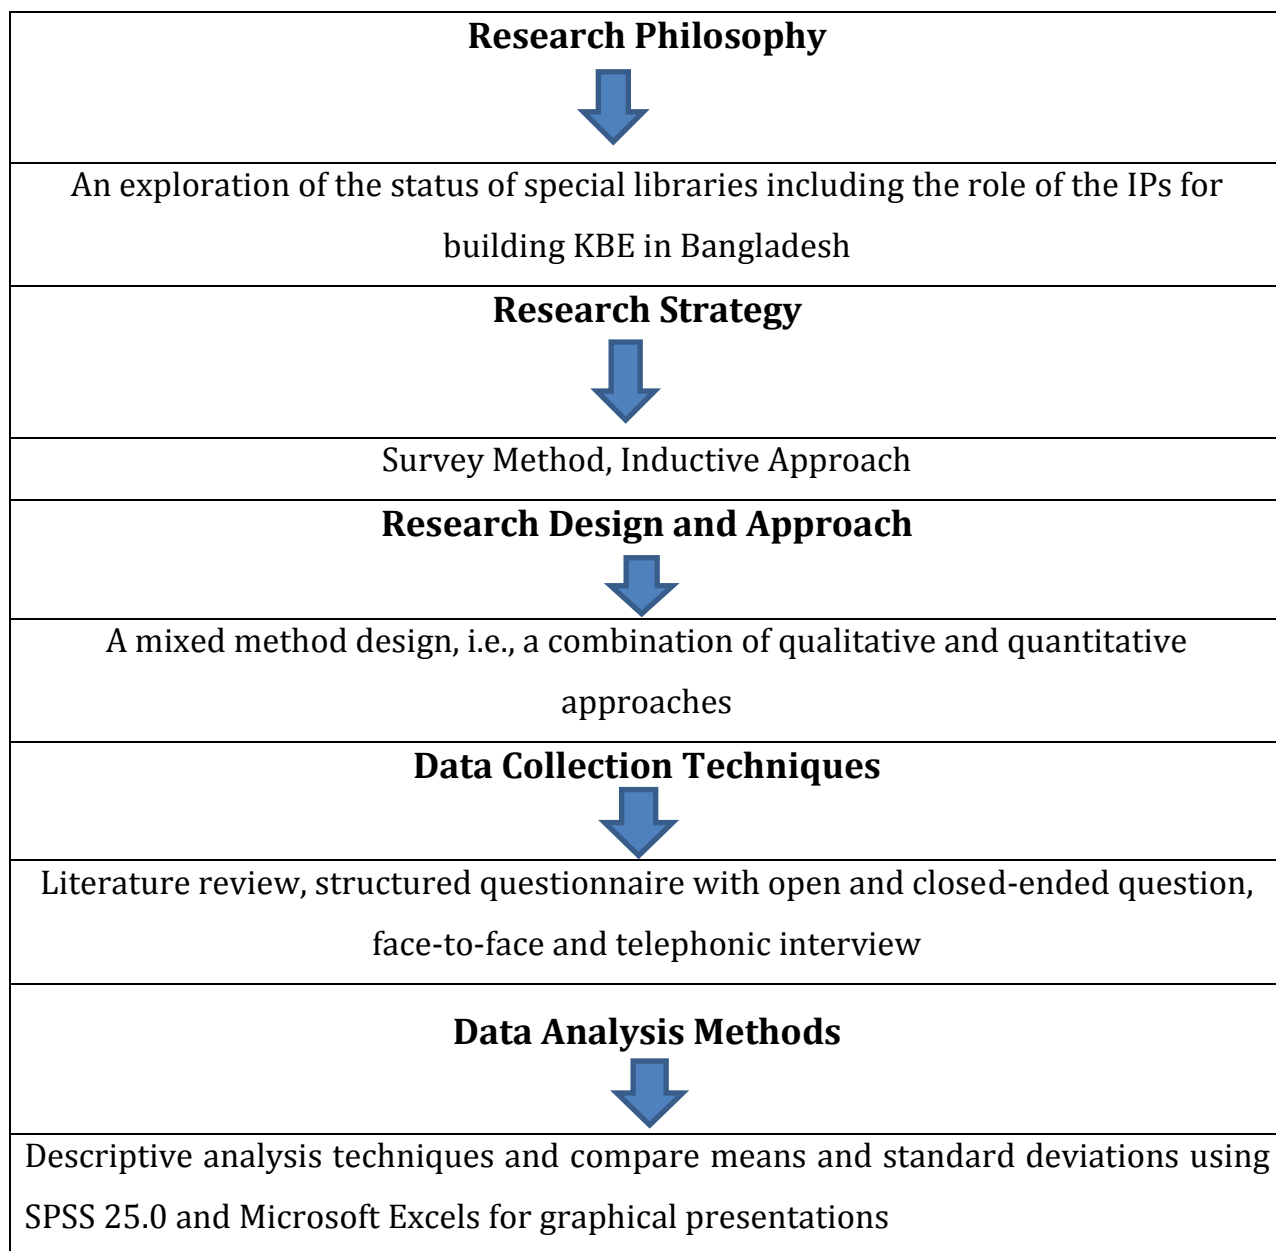 Research Philosophy
An exploration of the status of special libraries including the role of the IPs for
building KBE in Bangladesh
Research Strategy
Survey Method, Inductive Approach
Research Design and Approach
A mixed method design, i.e., a combination of qualitative and quantitative
approaches
Data Collection Techniques
Literature review, structured questionnaire with open and closed-ended question,
face-to-face and telephonic interview
Data Analysis Methods
Descriptive analysis techniques and compare means and standard deviations using
SPSS 25.0 and Microsoft Excels for graphical presentations